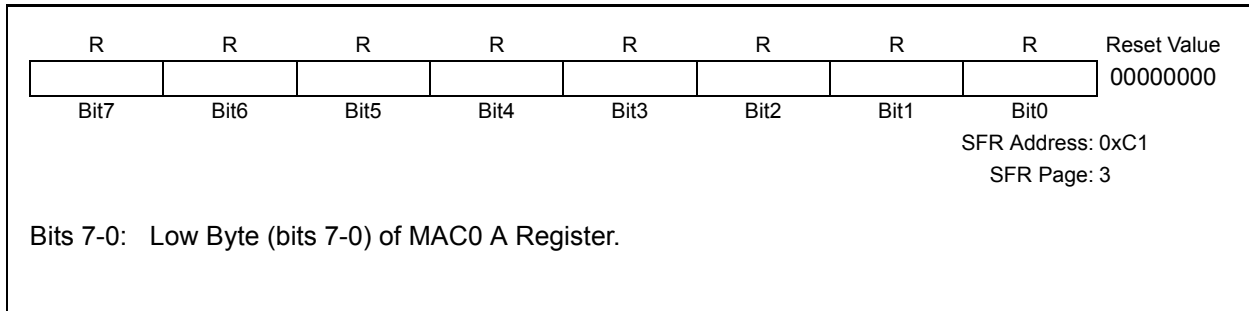 R R R R R R R R Reset Value
00000000
Bit7 Bit6 Bit5 Bit4 Bit3 Bit2 Bit1 Bit0
SFR Address: 0xC1
SFR Page: 3
Bits 7-0: Low Byte (bits 7-0) of MAC0 A Register.